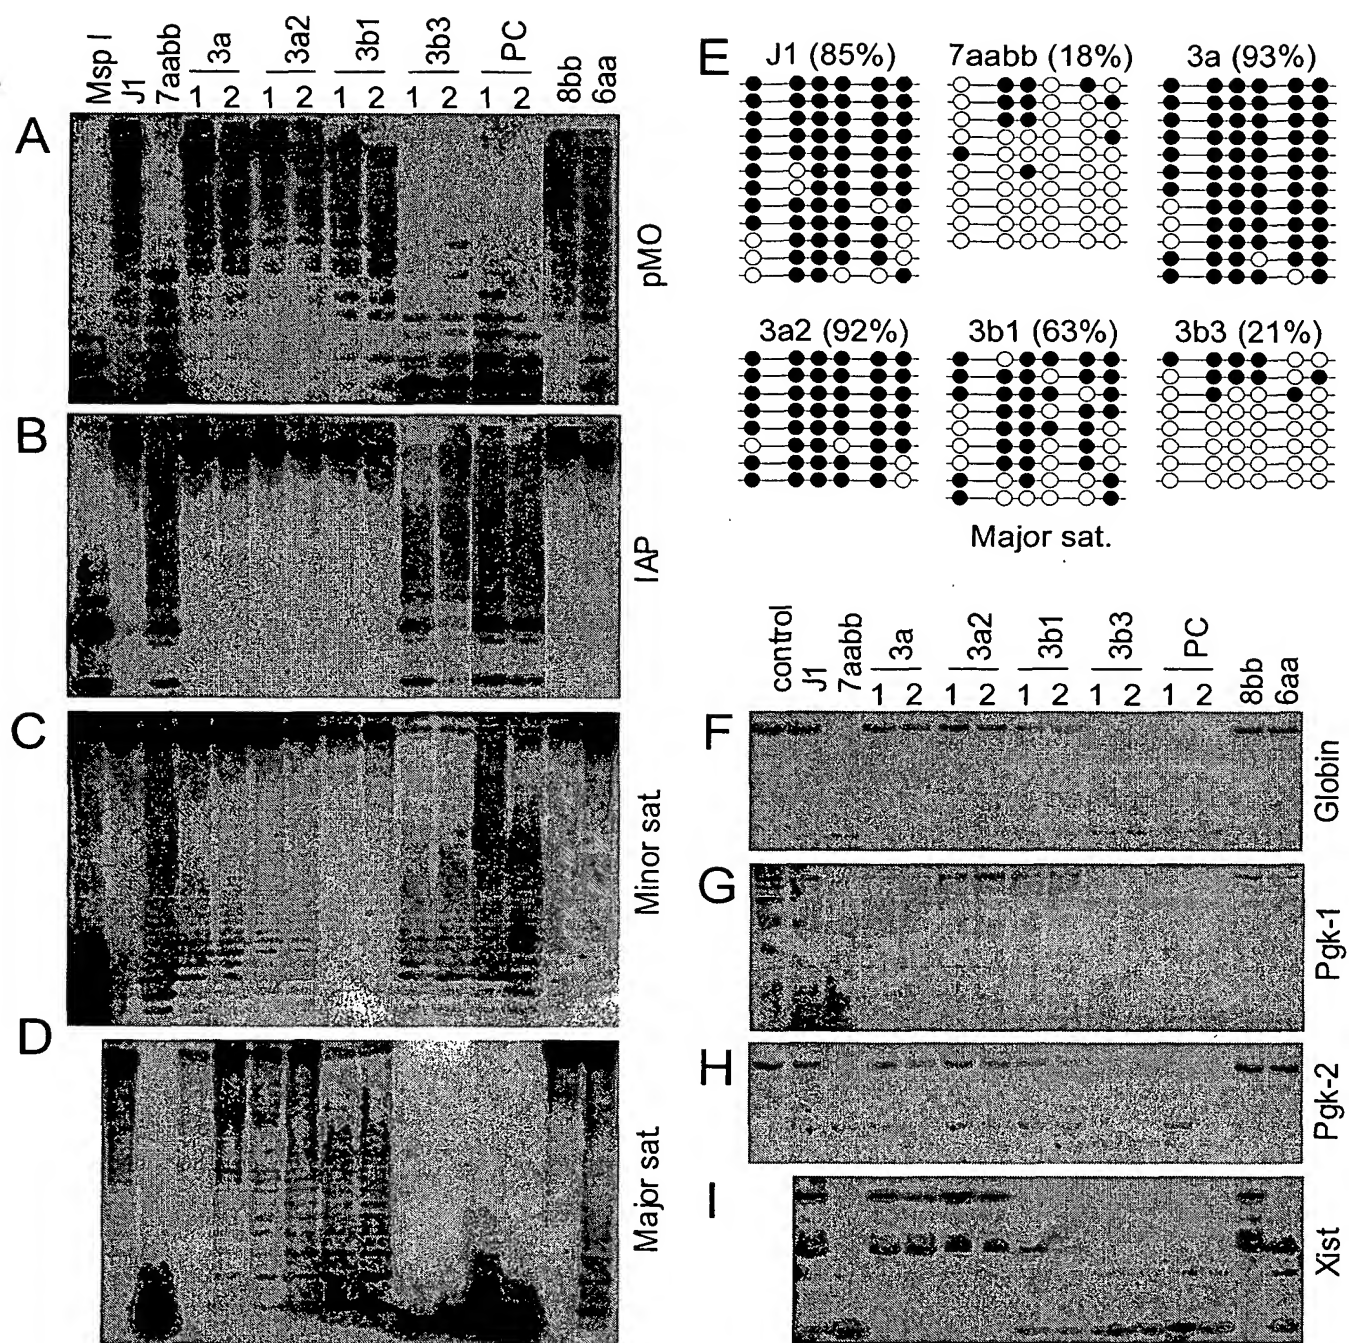 Msp I
J1
7aabb
3a
3a2
3b1
3b3
PC
8bb
6aa
1 2 1 2 1 2 1 2 1 2
A
pMO
B
IAP
C
Minor sat
D
Major sat
E
J1 (85%) 7aabb (18%) 3a (93%)
3a2 (92%) 3b1 (63%) 3b3 (21%)
Major sat.
control
J1
7aabb
3a
3a2
3b1
3b3
PC
8bb
6aa
1 2 1 2 1 2 1 2 1 2
F
Globin
G
Pgk-1
H
Pgk-2
I
Xist